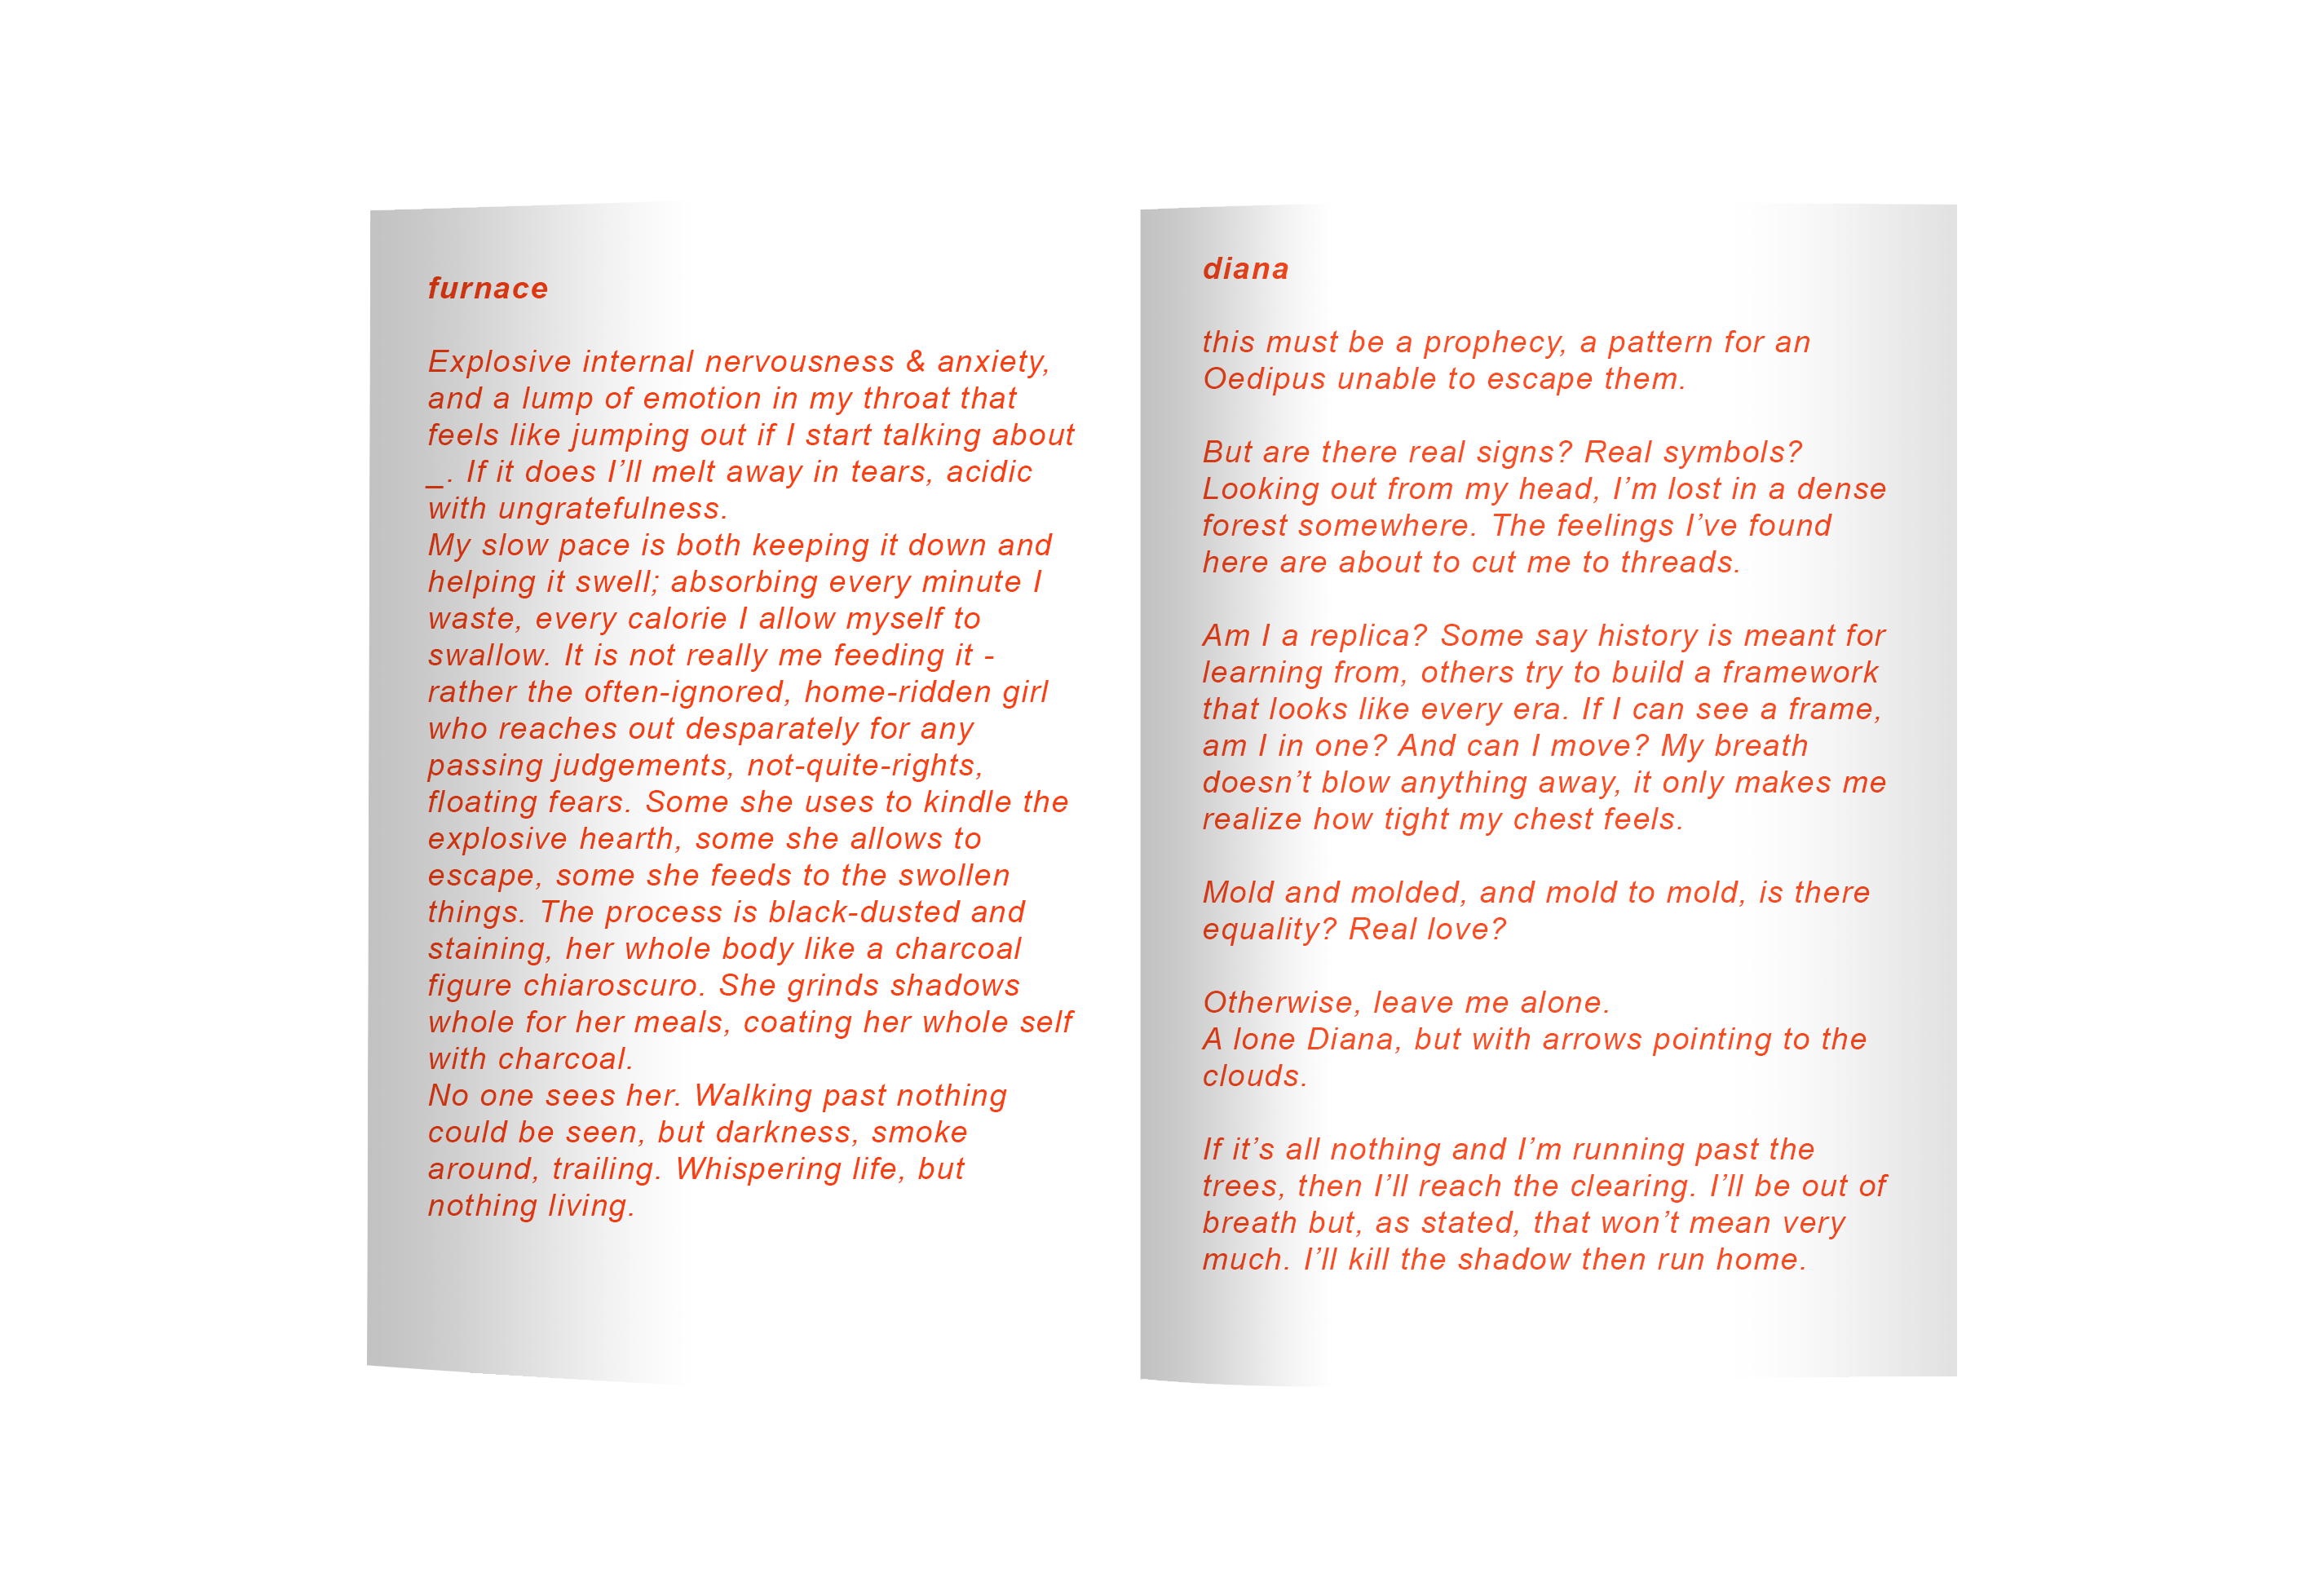 furnace
Explosive internal nervousness & anxiety,
and a lump of emotion in my throat that
feels like jumping out if I start talking about
_. If it does I’ll melt away in tears, acidic
with ungratefulness.
My slow pace is both keeping it down and
helping it swell; absorbing every minute I
waste, every calorie I allow myself to
swallow. It is not really me feeding it -
rather the often-ignored, home-ridden girl
who reaches out desparately for any
passing judgements, not-quite-rights,
floating fears. Some she uses to kindle the
explosive hearth, some she allows to
escape, some she feeds to the swollen
things. The process is black-dusted and
staining, her whole body like a charcoal
figure chiaroscuro. She grinds shadows
whole for her meals, coating her whole self
with charcoal.
No one sees her. Walking past nothing
could be seen, but darkness, smoke
around, trailing. Whispering life, but
nothing living.
diana
this must be a prophecy, a pattern for an
Oedipus unable to escape them.
But are there real signs? Real symbols?
Looking out from my head, I’m lost in a dense
forest somewhere. The feelings I’ve found
here are about to cut me to threads.
Am I a replica? Some say history is meant for
learning from, others try to build a framework
that looks like every era. If I can see a frame,
am I in one? And can I move? My breath
doesn’t blow anything away, it only makes me
realize how tight my chest feels.
Mold and molded, and mold to mold, is there
equality? Real love?
Otherwise, leave me alone.
A lone Diana, but with arrows pointing to the
clouds.
If it’s all nothing and I’m running past the
trees, then I’ll reach the clearing. I’ll be out of
breath but, as stated, that won’t mean very
much. I’ll kill the shadow then run home.